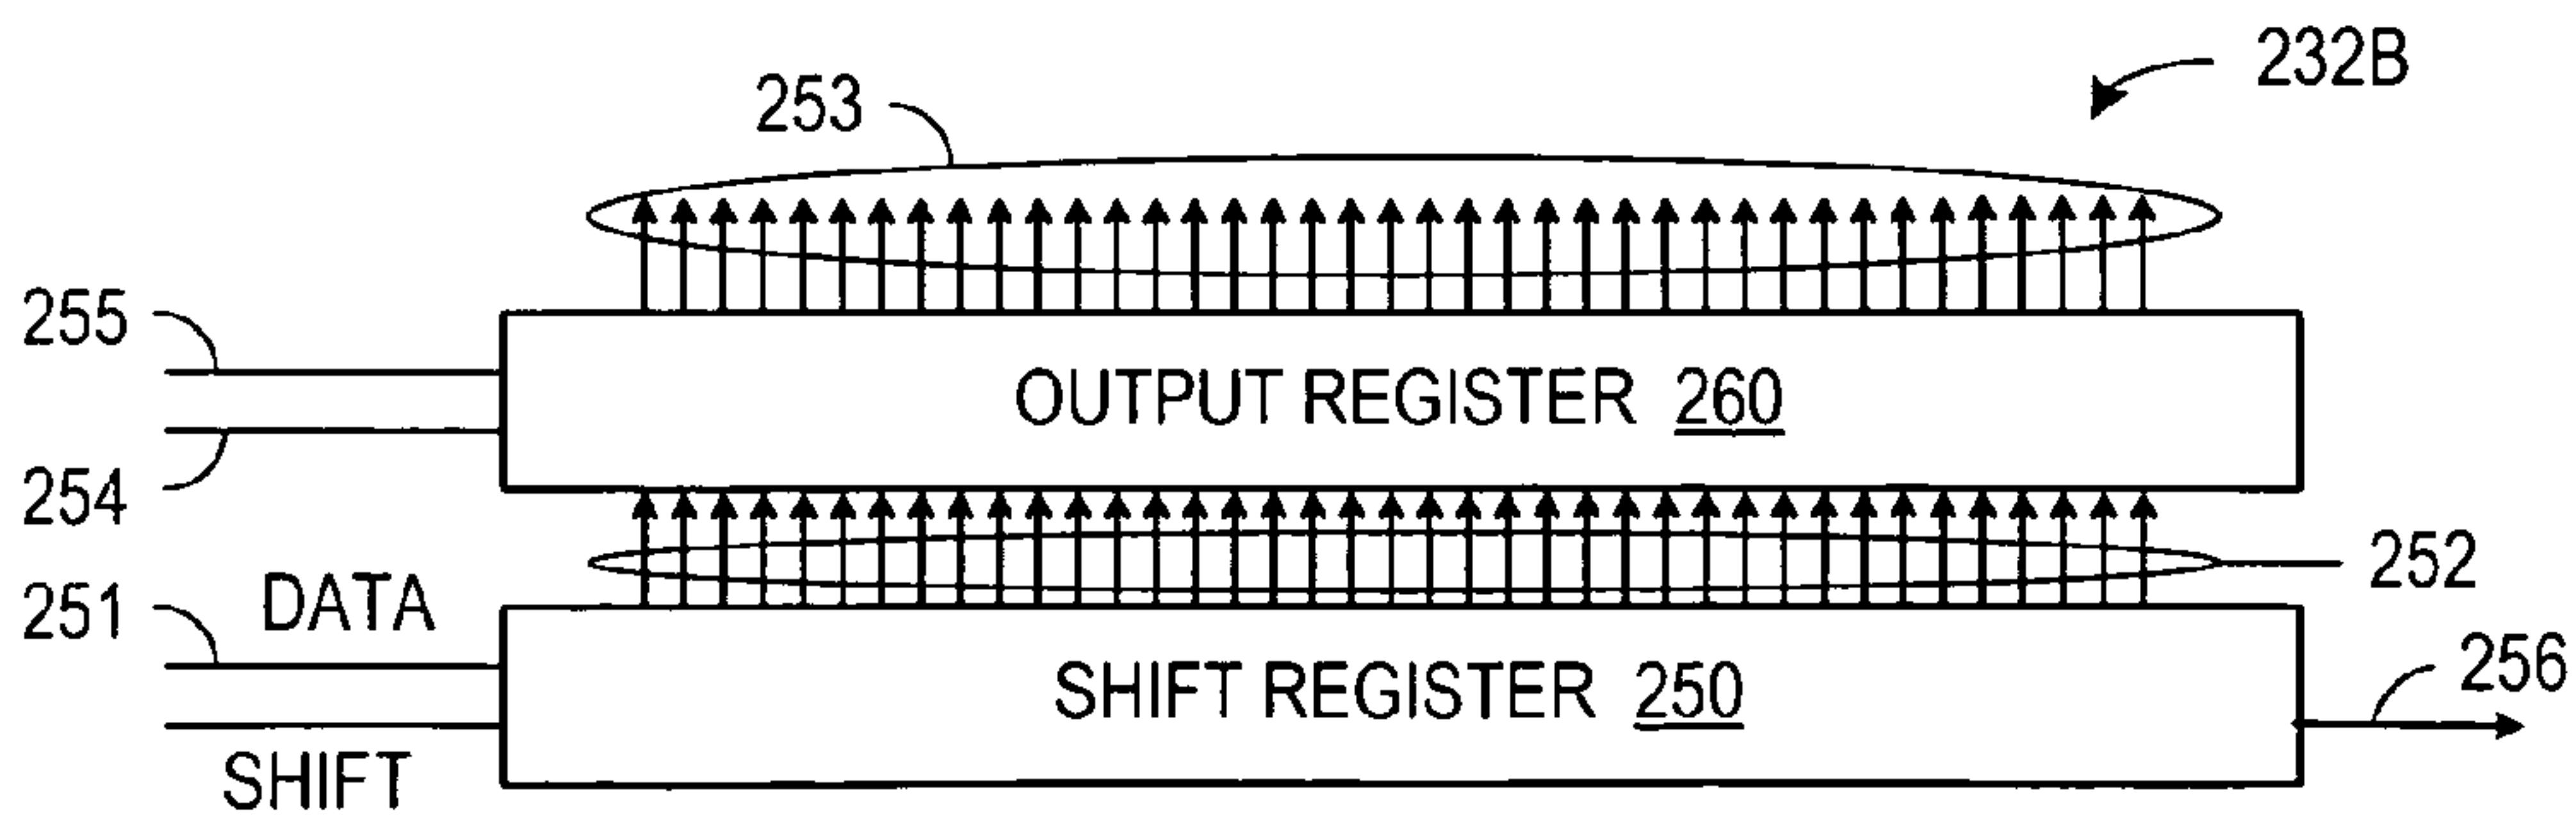 232B
253
255
OUTPUT REGISTER 260
254
252
DATA
251
SHIFT REGISTER 250
256
SHIFT